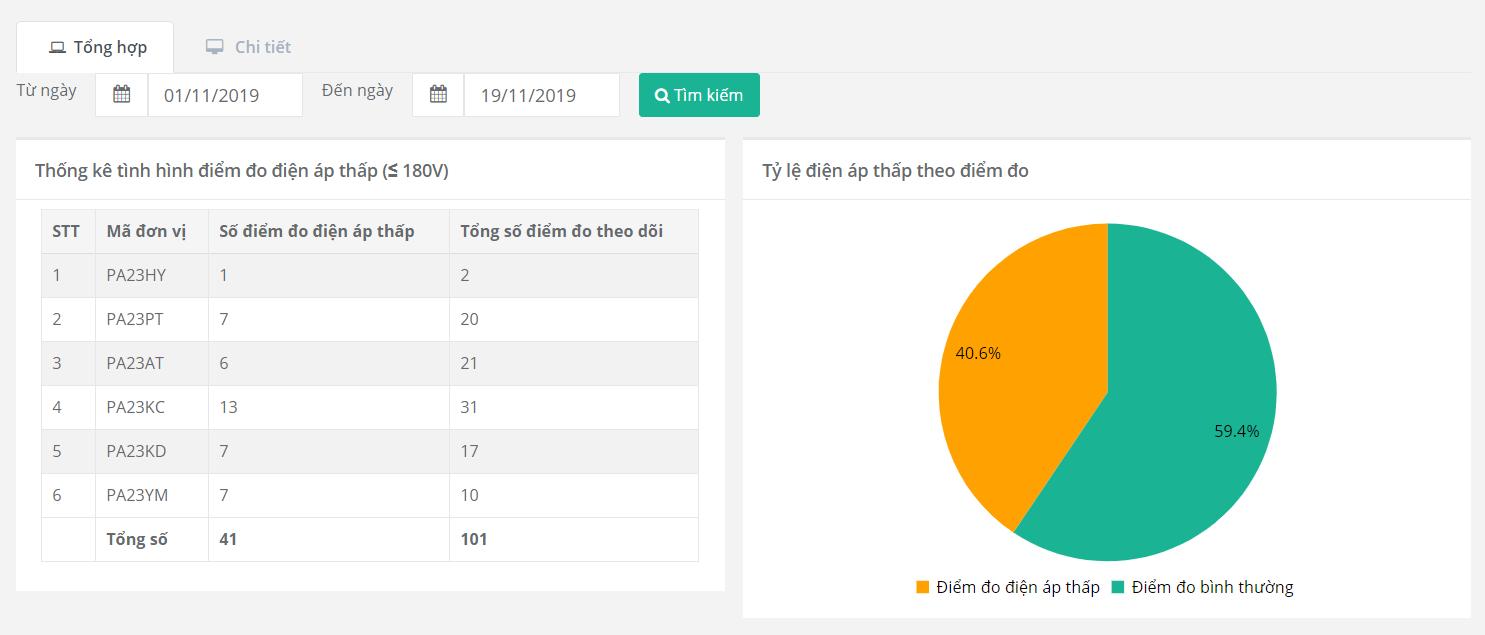 Tổng hợp Chi tiết
Từ ngày 01/11/2019 Đến ngày 19/11/2019 Tìm kiếm
Thống kê tình hình điểm đo điện áp thấp (≤ 180V)
STT Mã đơn vị Số điểm đo điện áp thấp Tổng số điểm đo theo dõi
1 PA23HY 1 2
2 PA23PT 7 20
3 PA23AT 6 21
4 PA23KC 13 31
5 PA23KD 7 17
6 PA23YM 7 10
Tổng số 41 101
Tỷ lệ điện áp thấp theo điểm đo
40.6%
59.4%
Điểm đo điện áp thấp Điểm đo bình thường